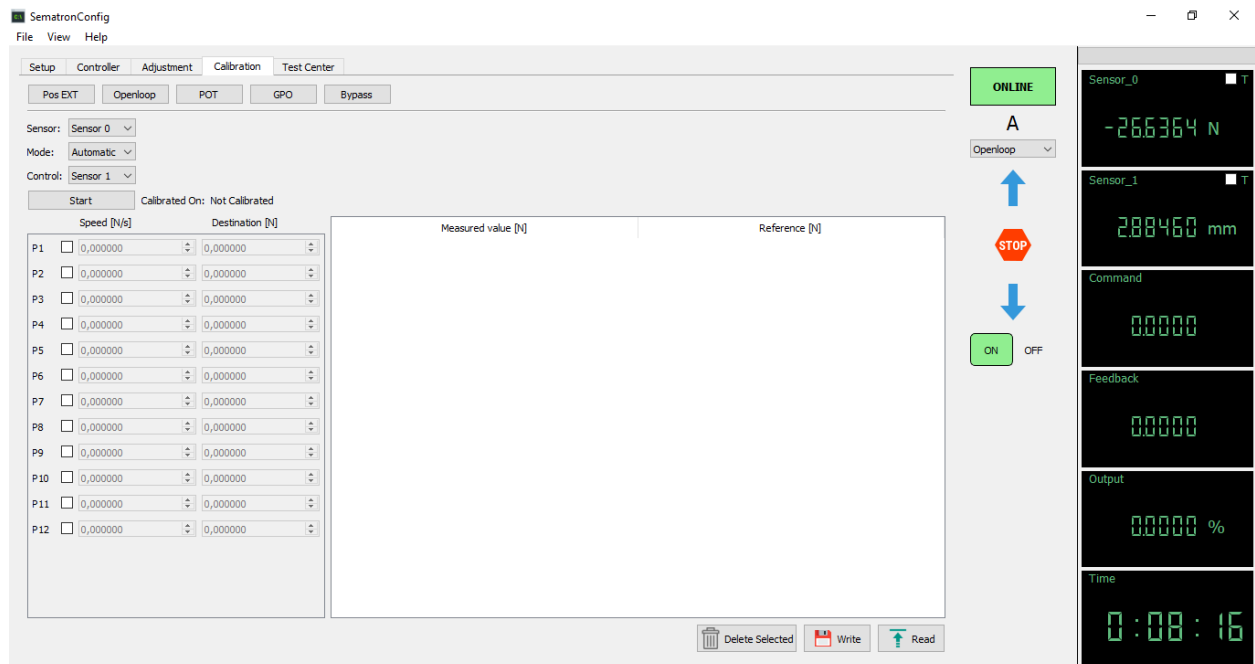 SematronConfig
File View Help
Setup Controller Adjustment Calibration Test Center
Pos EXT Openloop POT GPO Bypass
Sensor: Sensor 0
Mode: Automatic
Control: Sensor 1
Start Calibrated On: Not Calibrated
Speed [N/s] Destination [N]
P1 0,000000 0,000000
P2 0,000000 0,000000
P3 0,000000 0,000000
P4 0,000000 0,000000
P5 0,000000 0,000000
P6 0,000000 0,000000
P7 0,000000 0,000000
P8 0,000000 0,000000
P9 0,000000 0,000000
P10 0,000000 0,000000
P11 0,000000 0,000000
P12 0,000000 0,000000
Measured value [N] Reference [N]
Delete Selected Write Read
ONLINE
A
Openloop
STOP
ON OFF
Sensor_0 T
-26.6364 N
Sensor_1 T
2.88460 mm
Command
0.0000
Feedback
0.0000
Output
0.0000 %
Time
0:08:16